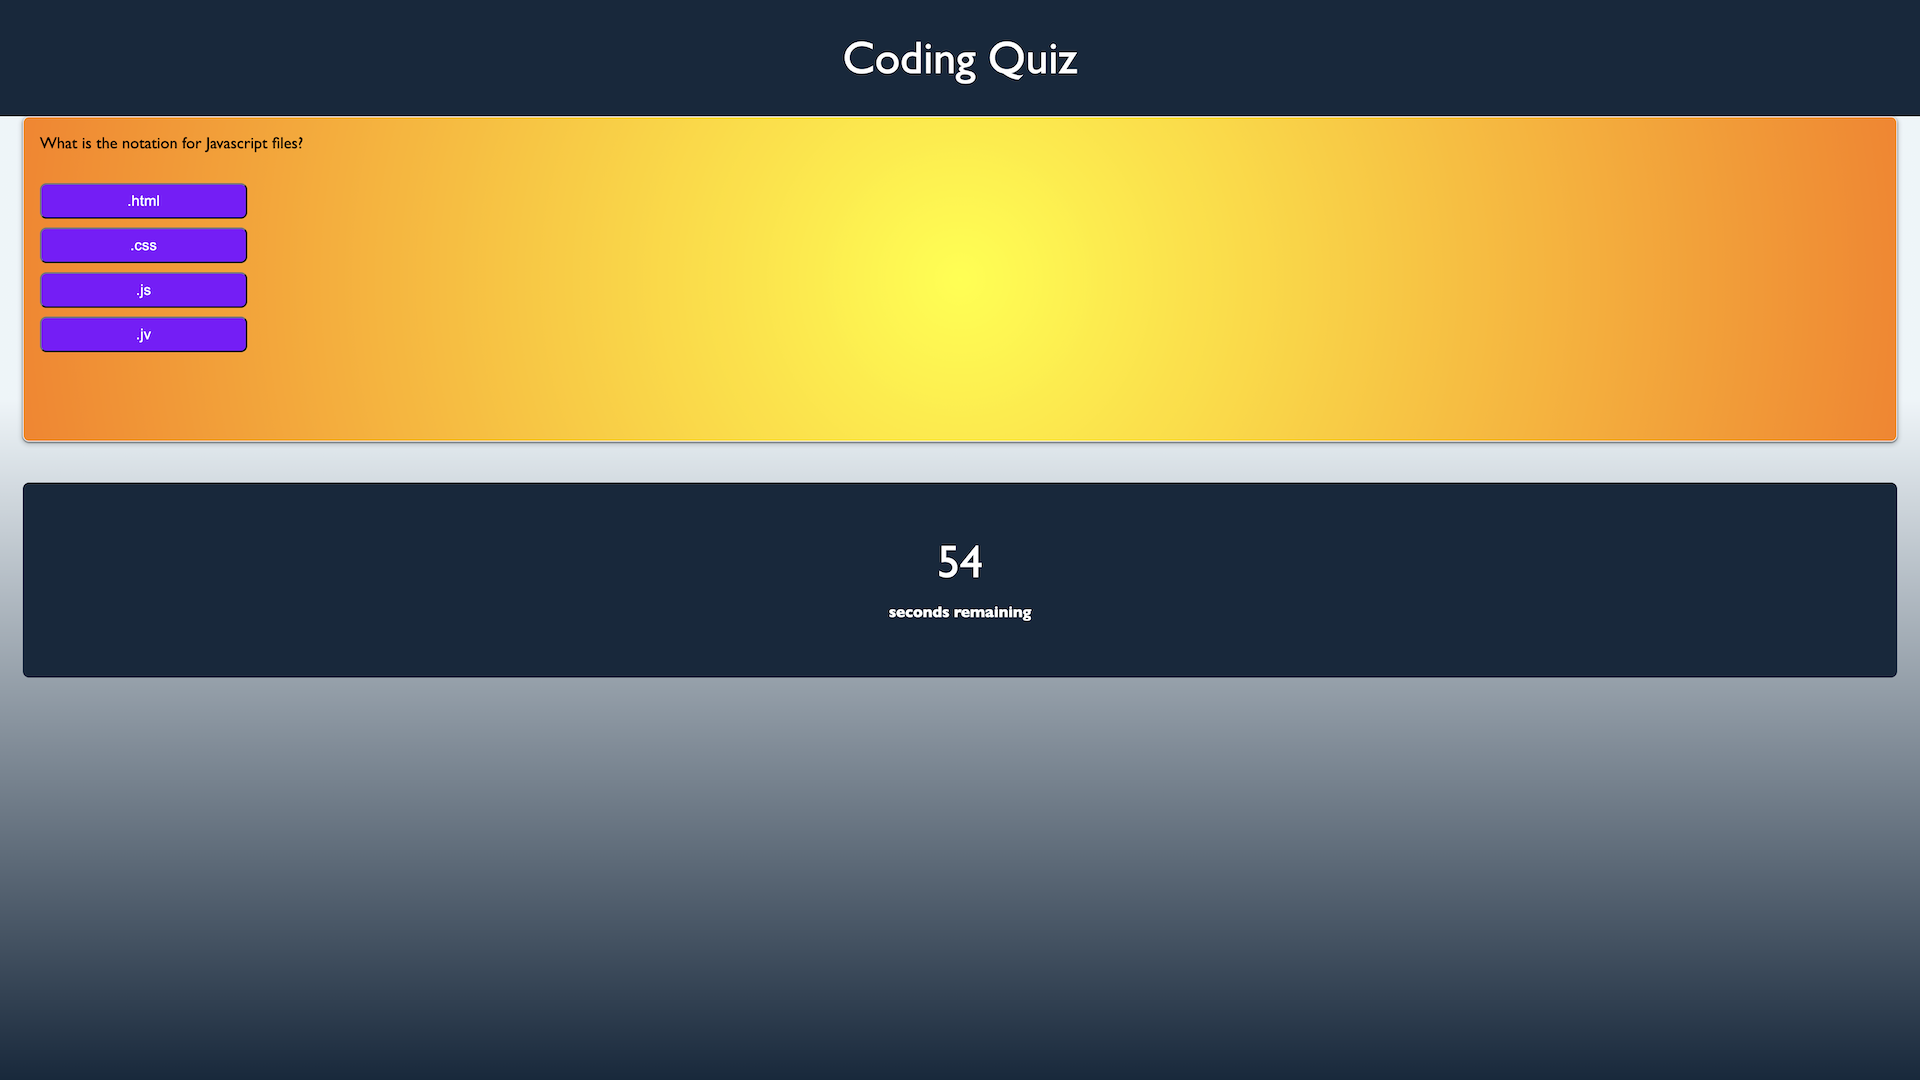 Coding Quiz
What is the notation for Javascript files?
.html
.css
.js
.jv
54
seconds remaining